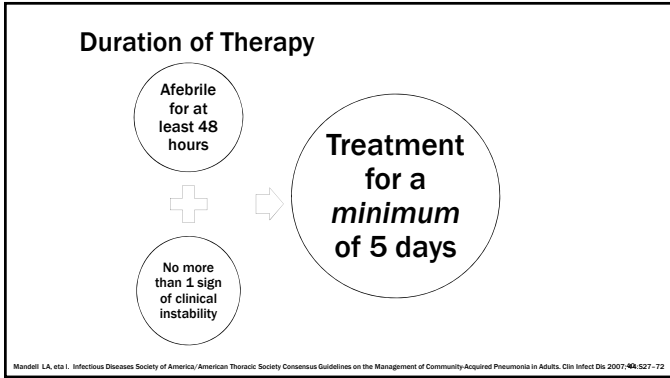 Duration of Therapy
Afebrile
for at
least 48
hours
No more
than 1 sign
of clinical
instability
Treatment
for a
minimum
of 5 days
Mandell LA, eta l. Infectious Diseases Society of America/American Thoracic Society Consensus Guidelines on the Management of Community-Acquired Pneumonia in Adults. Clin Infect Dis 2007; 44:S27–72